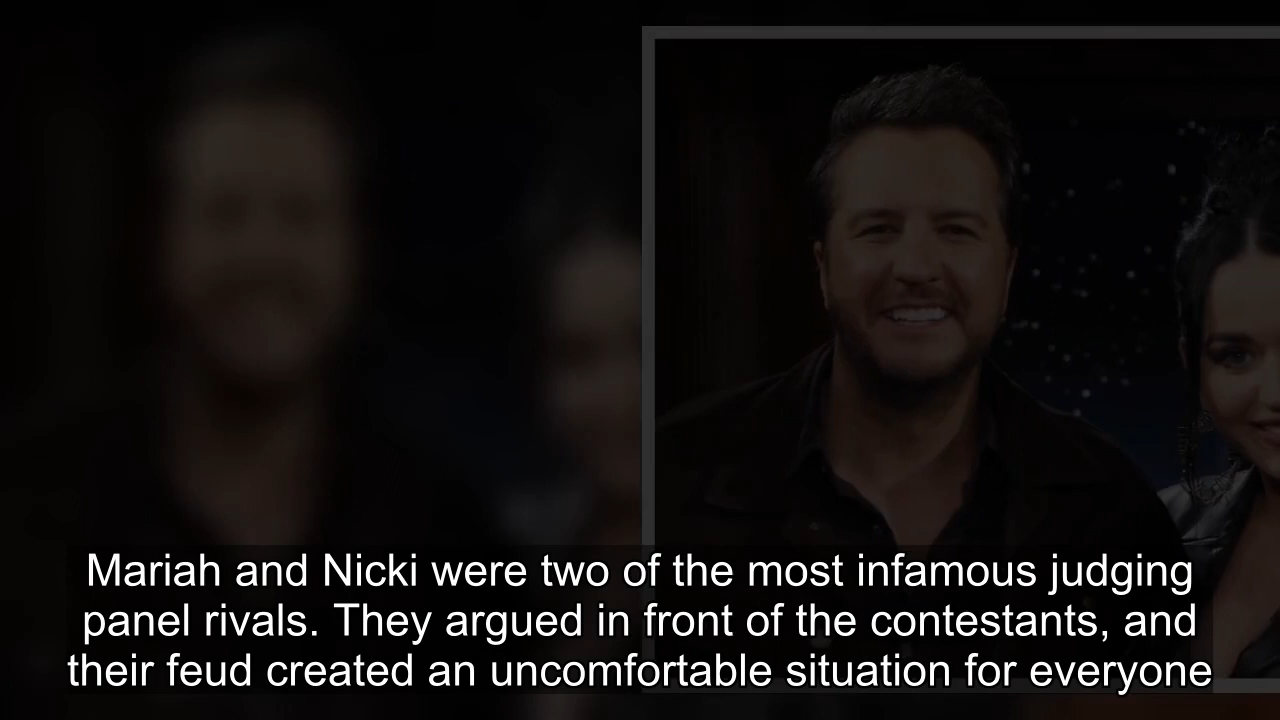 Mariah and Nicki were two of the most infamous judging
panel rivals. They argued in front of the contestants, and
their feud created an uncomfortable situation for everyone